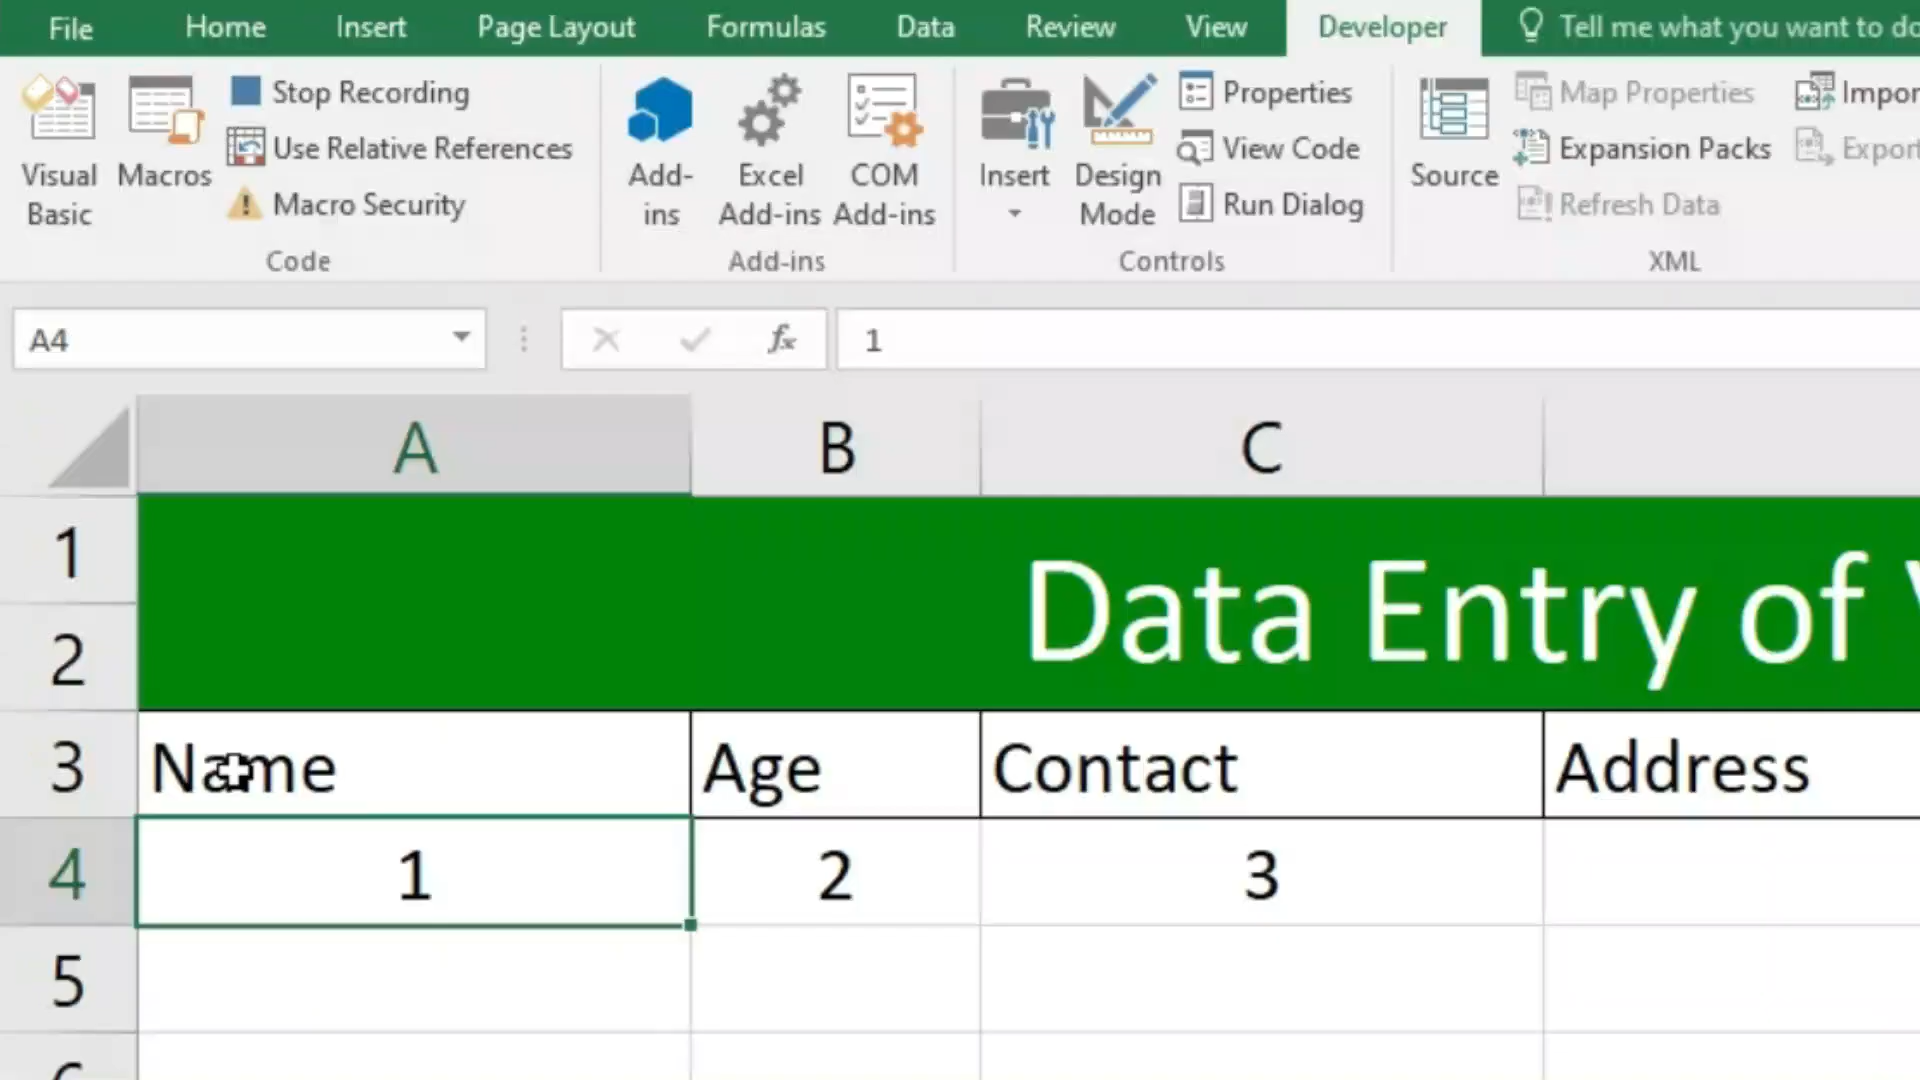 File Home Insert Page Layout Formulas Data Review View Developer Tell me what you want to do
Visual Basic
Macros
Stop Recording
Use Relative References
Macro Security
Code
Add-ins
Excel Add-ins
COM Add-ins
Add-ins
Insert
Design Mode
Properties
View Code
Run Dialog
Controls
Source
Map Properties
Expansion Packs
Refresh Data
Impor
Export
XML
A4 fx 1
A B C
1
2
Data Entry of
3 Name Age Contact Address
4 1 2 3
5